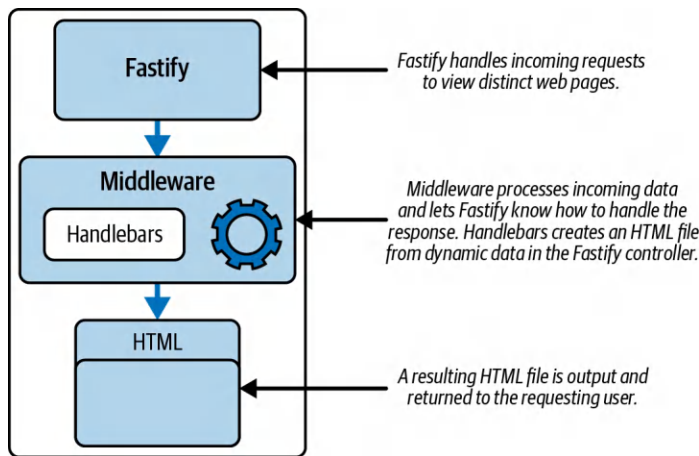 Fastify
Fastify handles incoming requests
to view distinct web pages.
Middleware
Handlebars
Middleware processes incoming data
and lets Fastify know how to handle the
response. Handlebars creates an HTML file
from dynamic data in the Fastify controller.
HTML
A resulting HTML file is output and
returned to the requesting user.